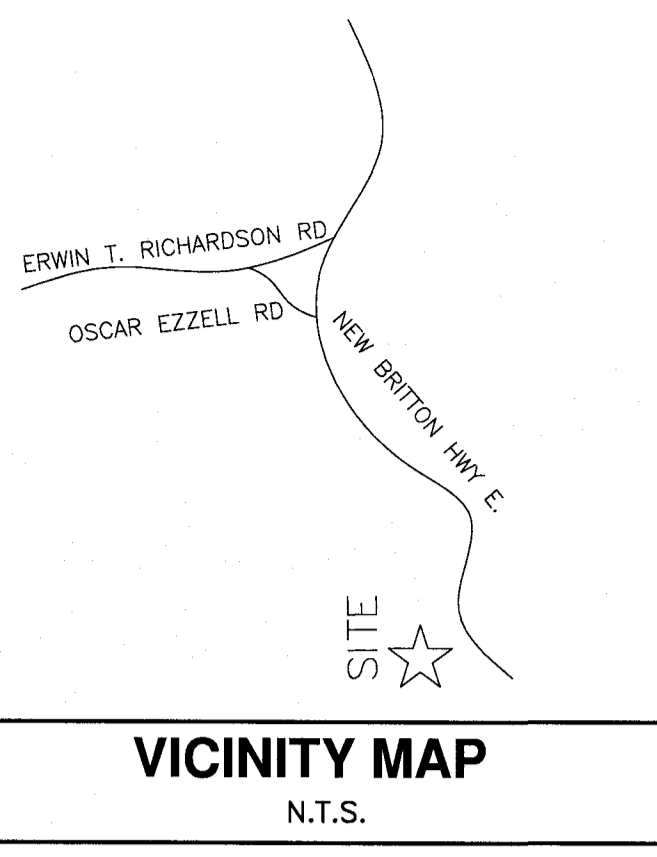 ERWIN T. RICHARDSON RD
OSCAR EZZELL RD
NEW BRITTON HWY E.
SITE
VICINITY MAP
N.T.S.